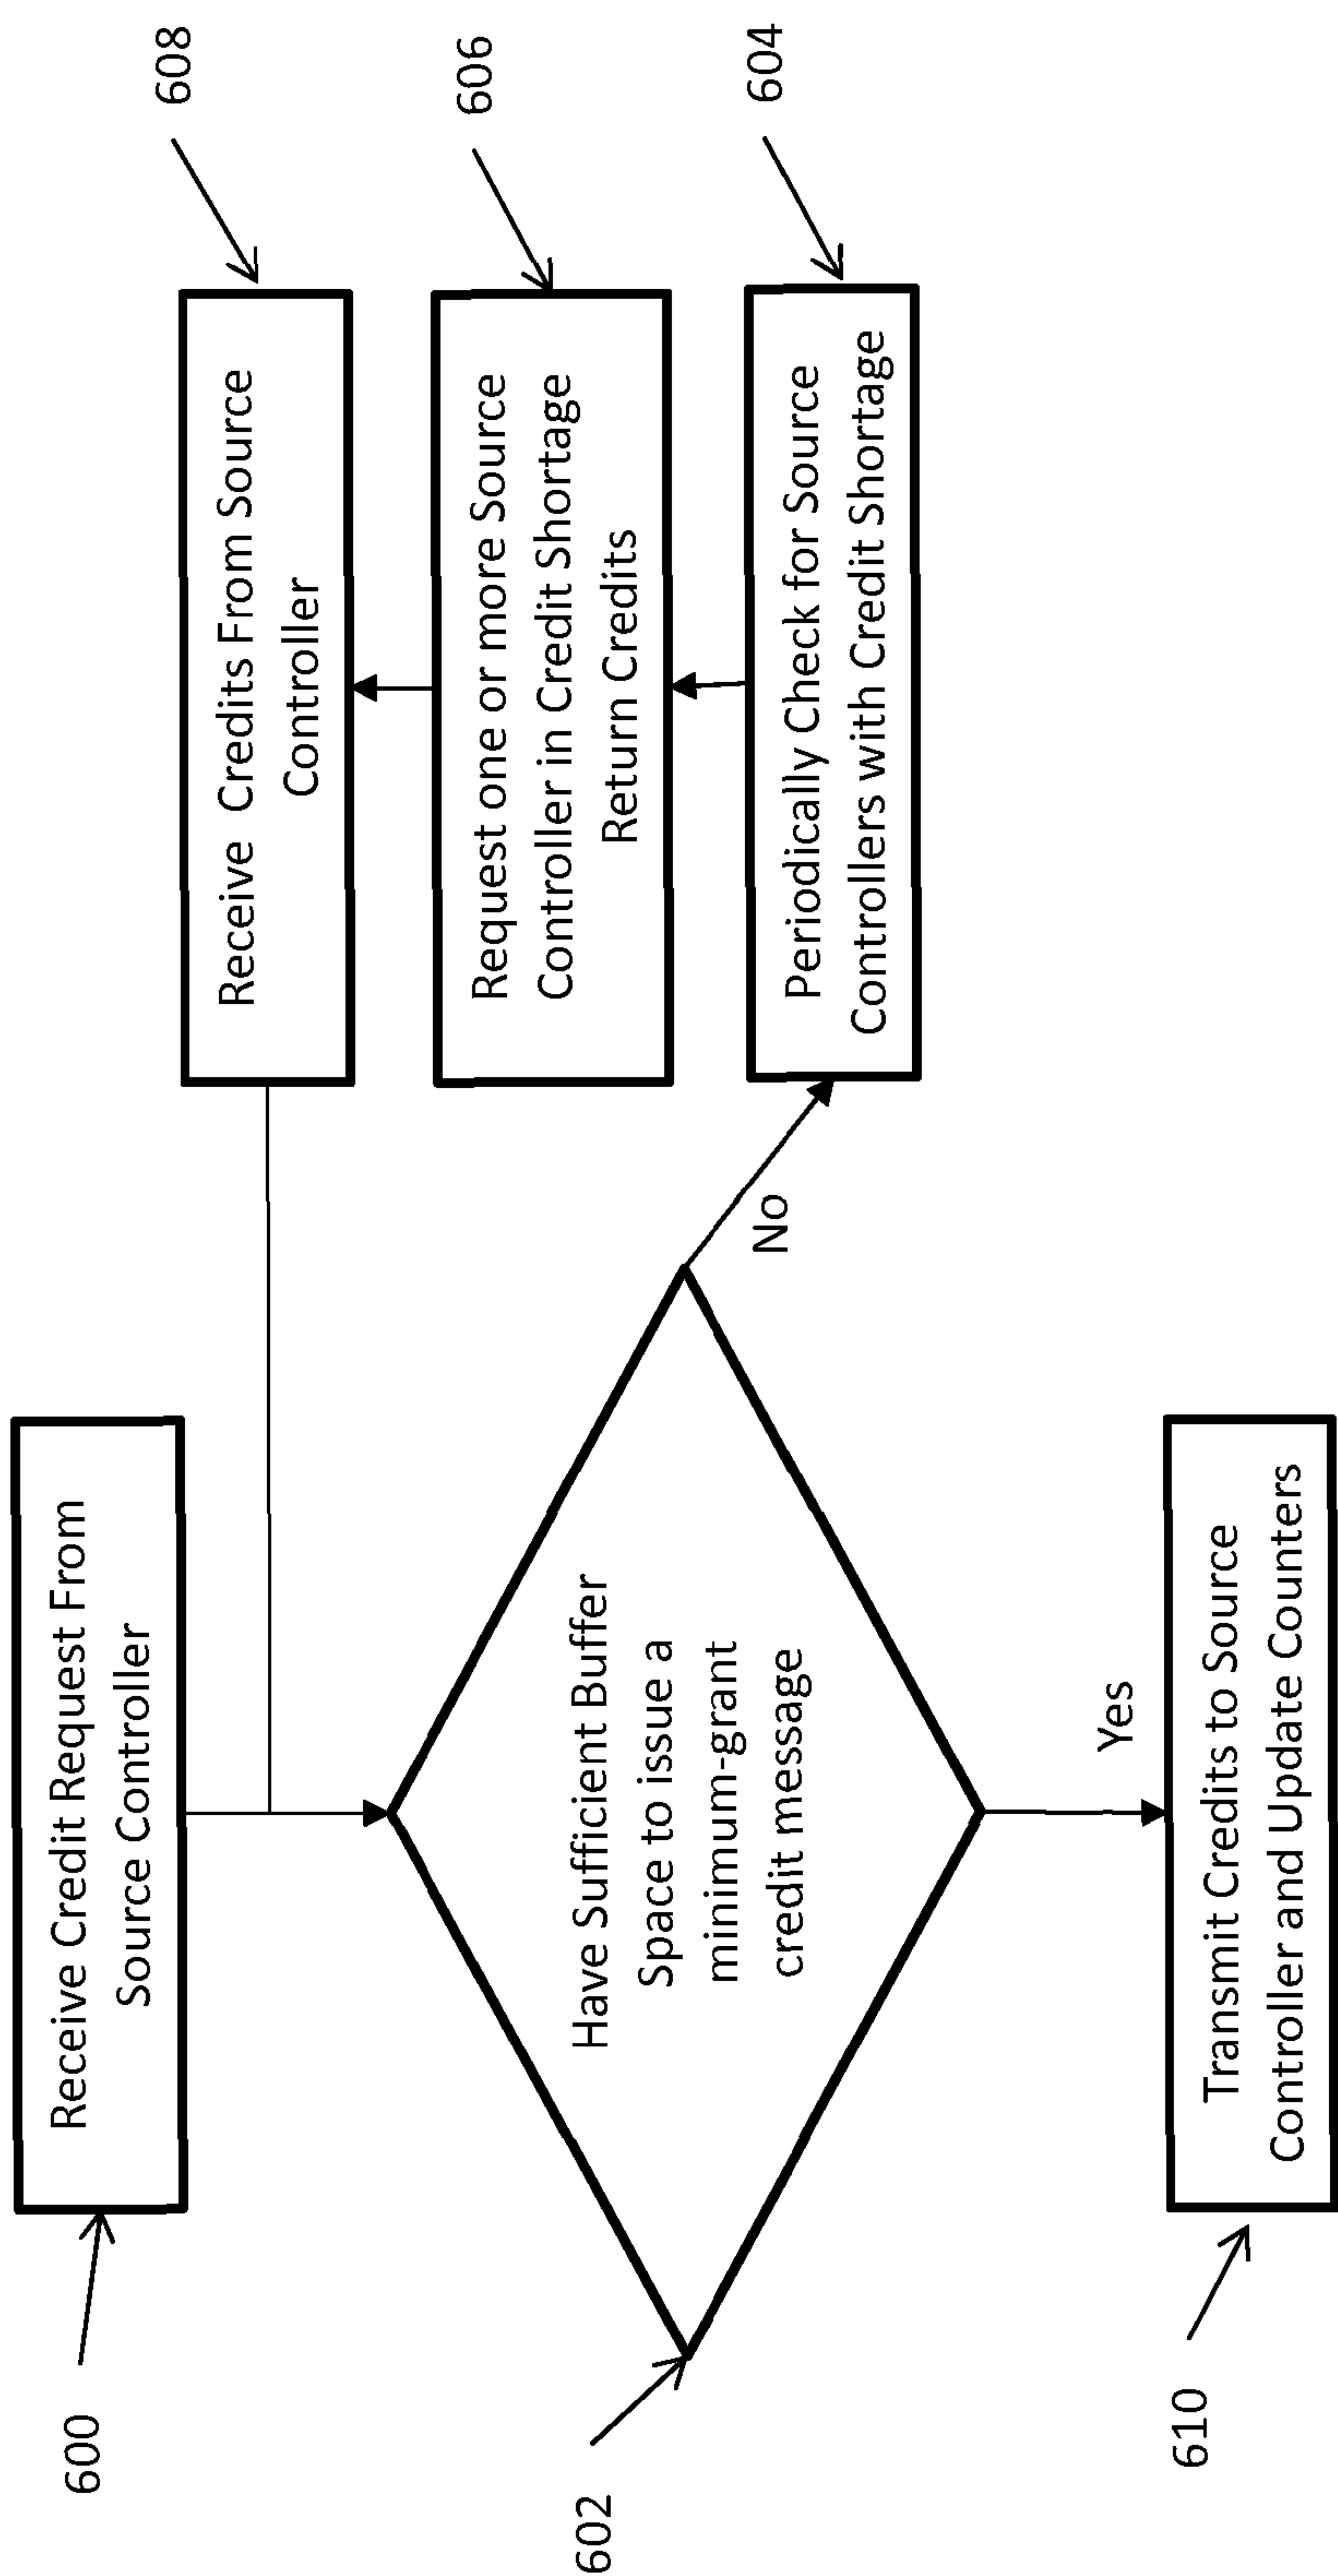 600
Receive Credit Request From
Source Controller
602
Have Sufficient Buffer
Space to issue a
minimum-grant
credit message
No
Yes
610
Transmit Credits to Source
Controller and Update Counters
Receive Credits From Source
Controller
608
Request one or more Source
Controller in Credit Shortage
Return Credits
606
Periodically Check for Source
Controllers with Credit Shortage
604